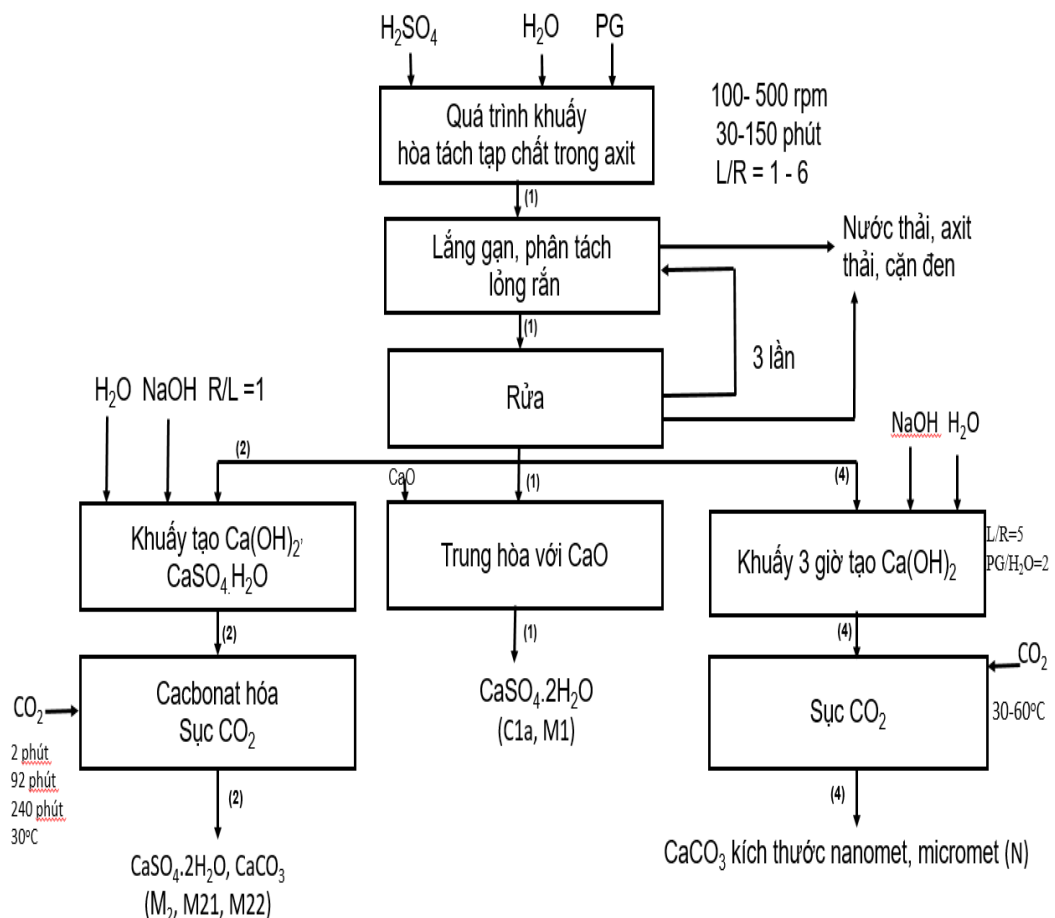 H₂SO₄
H₂O
PG
Quá trình khuấy
hòa tách tạp chất trong axit
100- 500 rpm
30-150 phút
L/R = 1 - 6
(1)
Lắng gạn, phân tách
lỏng rắn
Nước thải, axit
thải, cặn đen
(1)
3 lần
Rửa
H₂O NaOH R/L =1
NaOH H₂O
(2)
CaO
(1)
(4)
Khuấy tạo Ca(OH)₂,
CaSO₄.H₂O
Trung hòa với CaO
Khuấy 3 giờ tạo Ca(OH)₂
L/R=5
PG/H₂O=2
(2)
(1)
(4)
Cacbonat hóa
Sục CO₂
CO₂
2 phút
92 phút
240 phút
30ºC
CaSO₄.2H₂O
(C1a, M1)
Sục CO₂
CO₂
30-60ºC
(2)
(4)
CaSO₄.2H₂O, CaCO₃
(M₂, M21, M22)
CaCO₃ kích thước nanomet, micromet (N)